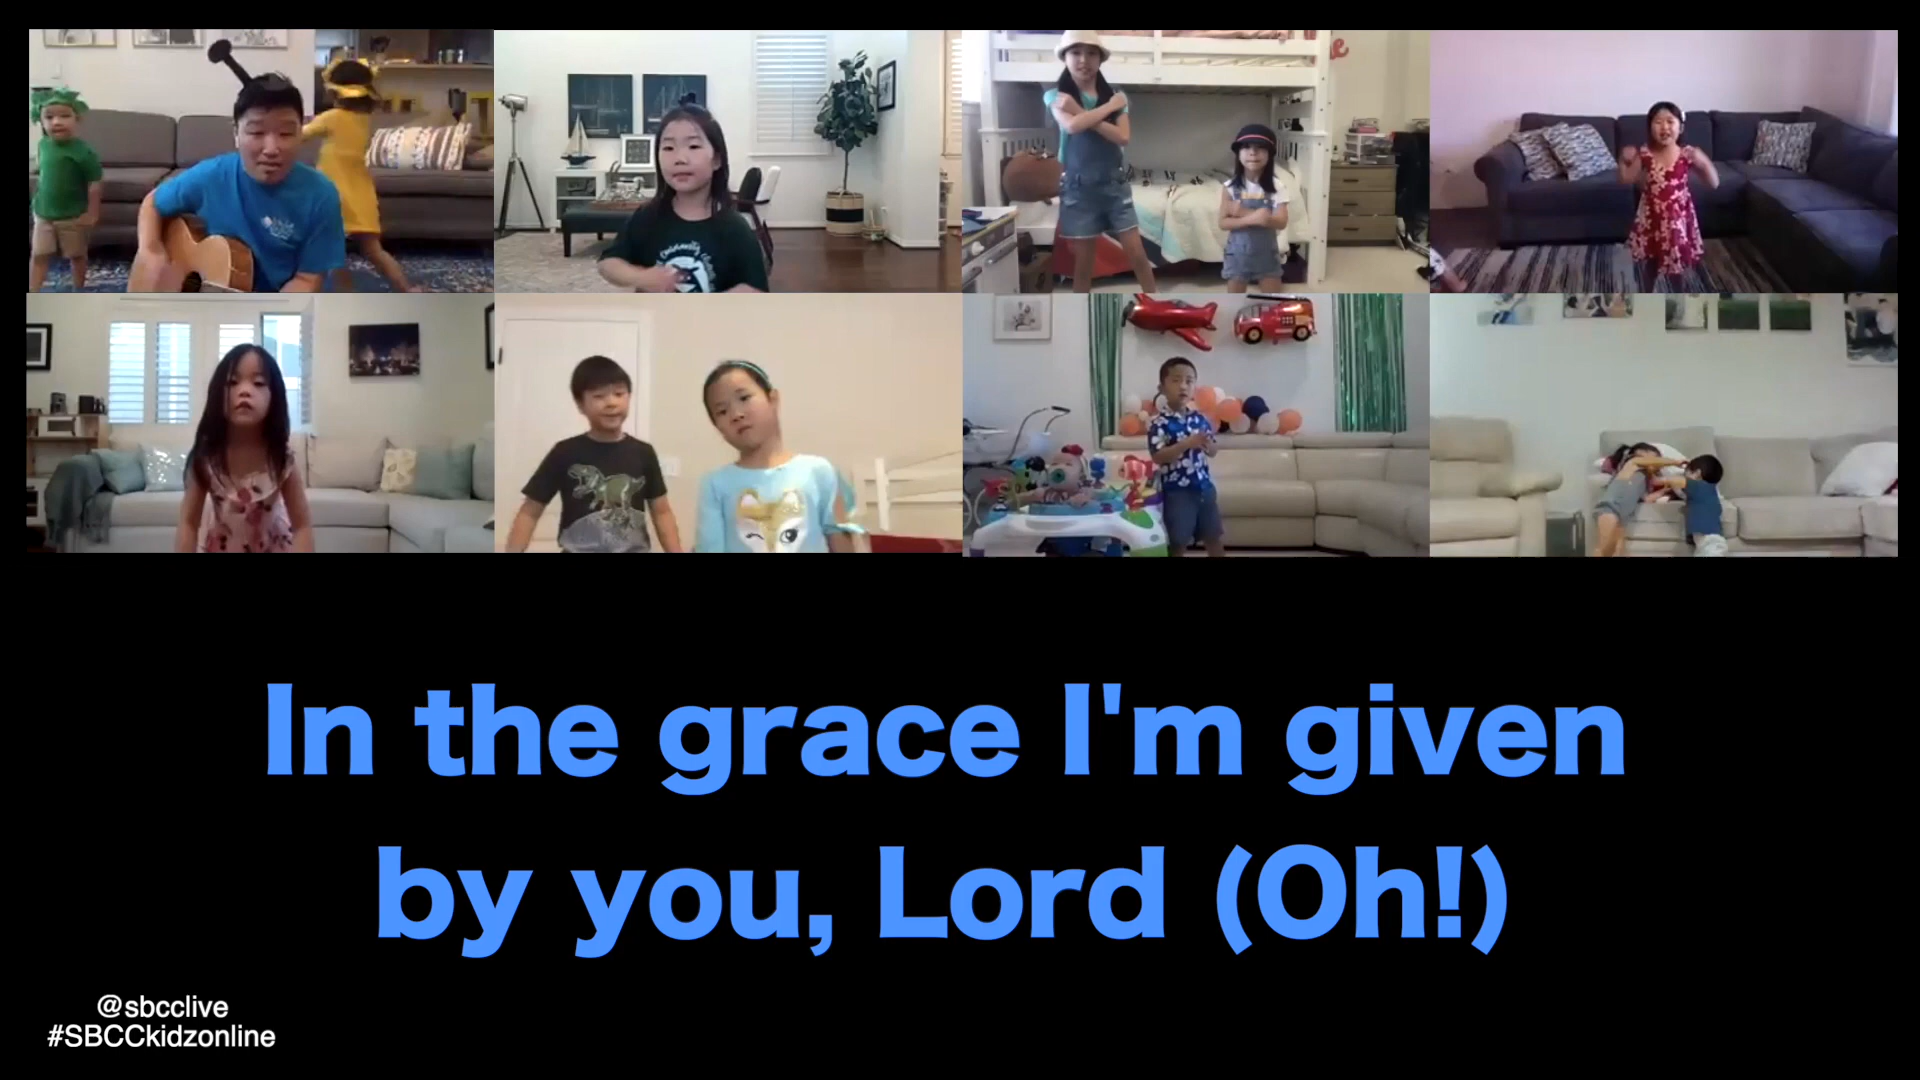 In the grace I'm given
by you, Lord (Oh!)
@sbcclive
#SBCCkidzonline